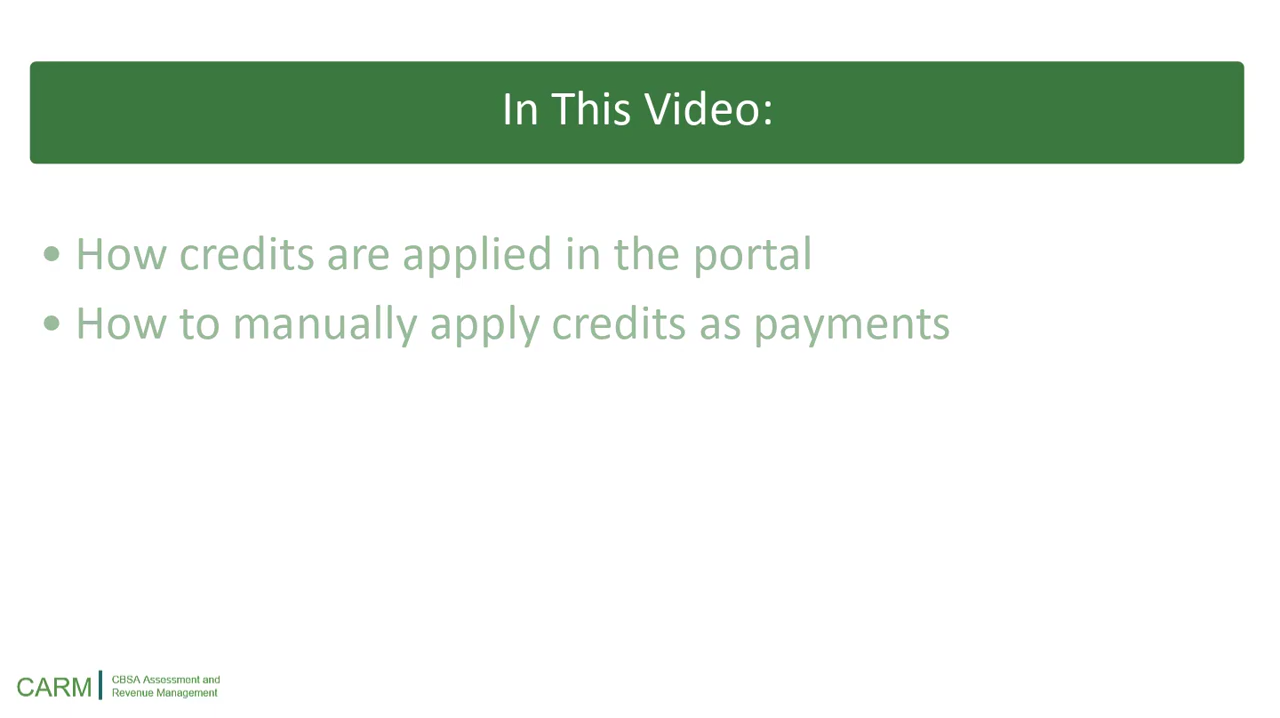 In This Video:
• How credits are applied in the portal
• How to manually apply credits as payments
CARM
CBSA Assessment and
Revenue Management